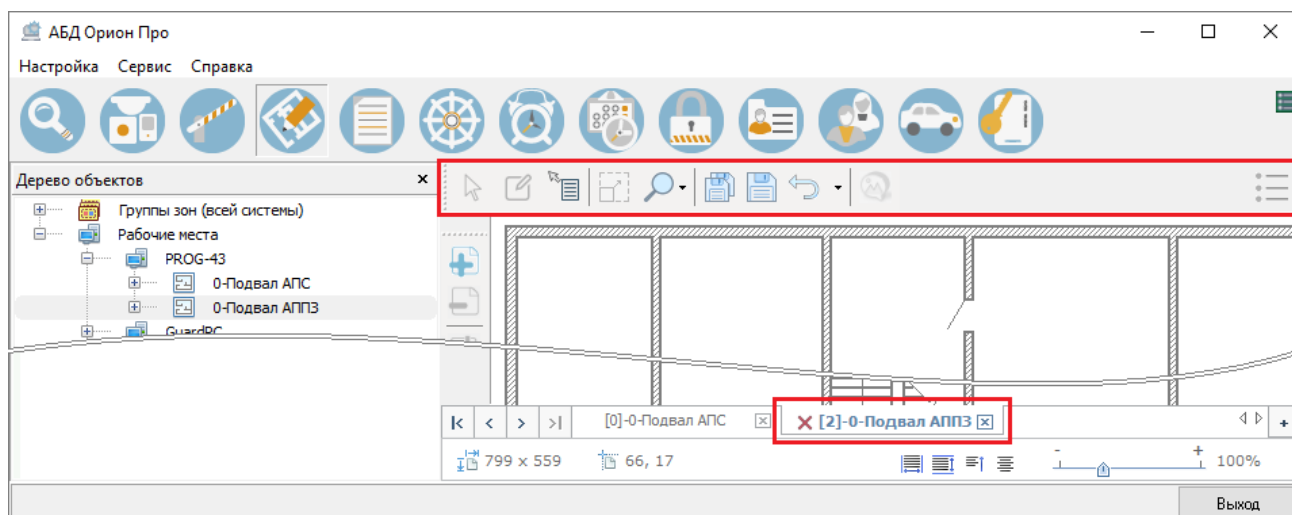 АБД Орион Про
Настройка Сервис Справка
Дерево объектов
Группы зон (всей системы)
Рабочие места
PROG-43
0-Подвал АПС
0-Подвал АППЗ
GuardPC
[0]-0-Подвал АПС
[2]-0-Подвал АППЗ
799 x 559 66, 17 - + 100%
Выход